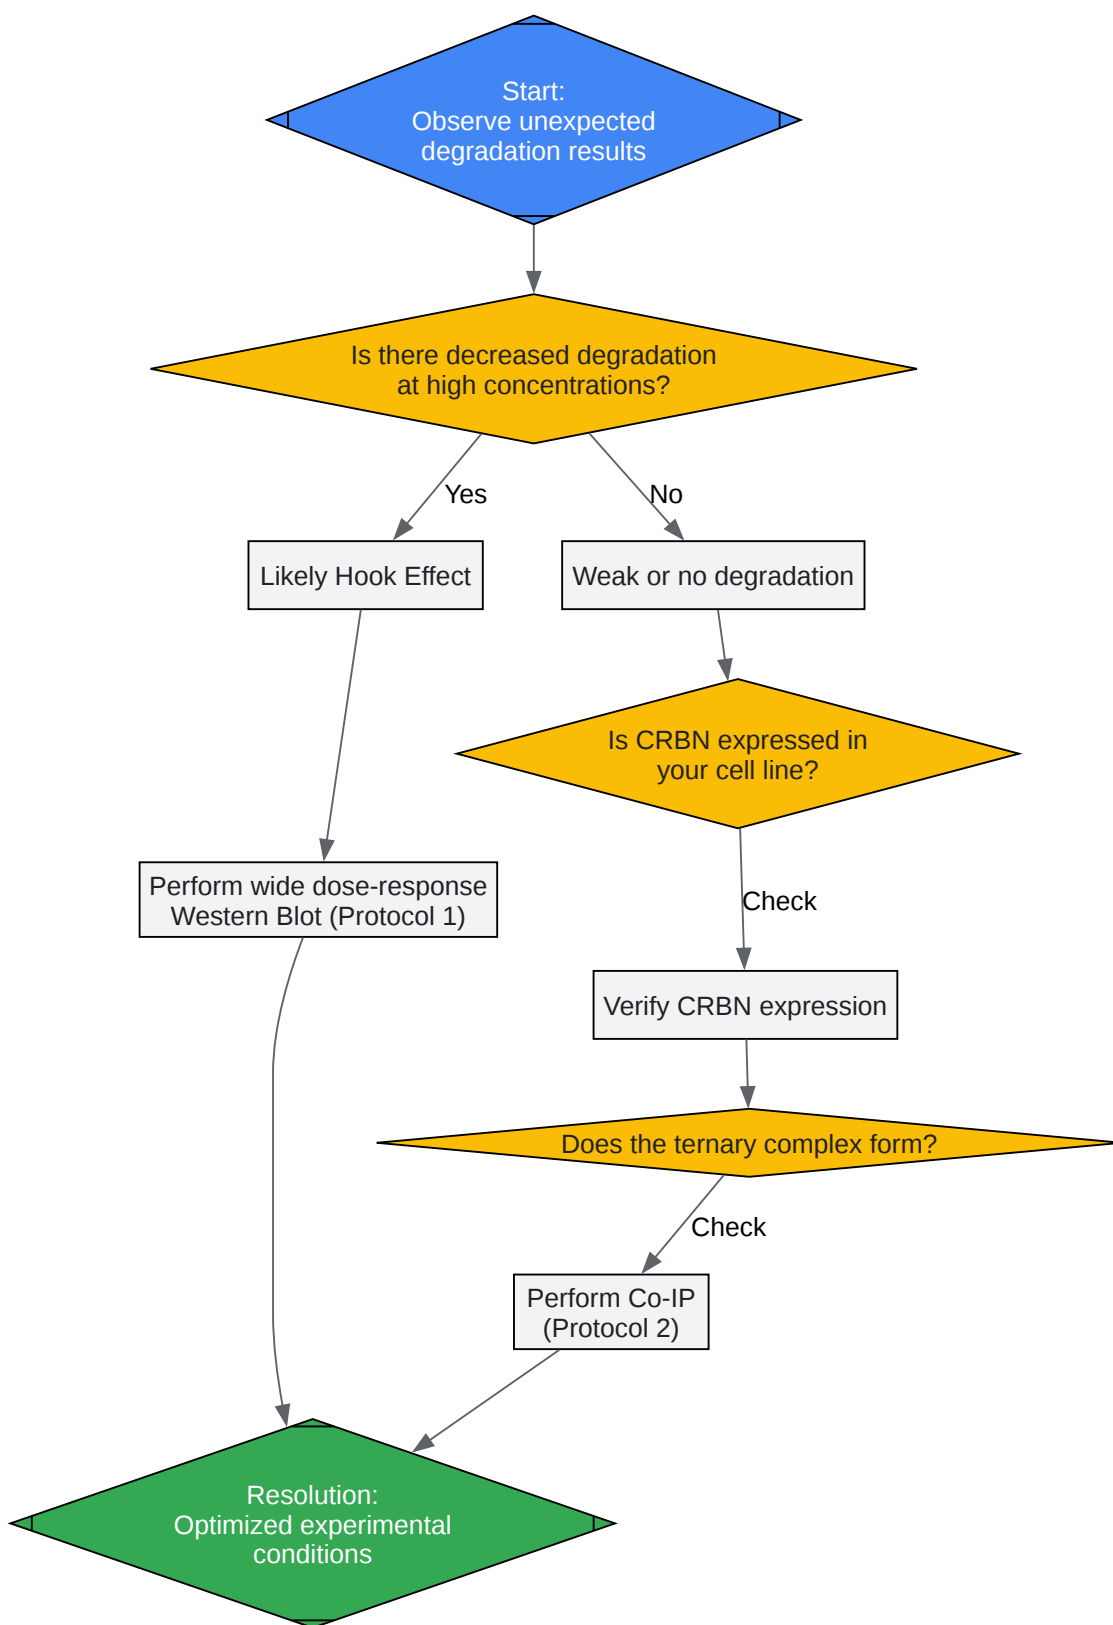 Start:
Observe unexpected
degradation results
Is there decreased degradation
at high concentrations?
Yes
No
Likely Hook Effect
Weak or no degradation
Is CRBN expressed in
your cell line?
Perform wide dose-response
Western Blot (Protocol 1)
Check
Verify CRBN expression
Does the ternary complex form?
Check
Perform Co-IP
(Protocol 2)
Resolution:
Optimized experimental
conditions